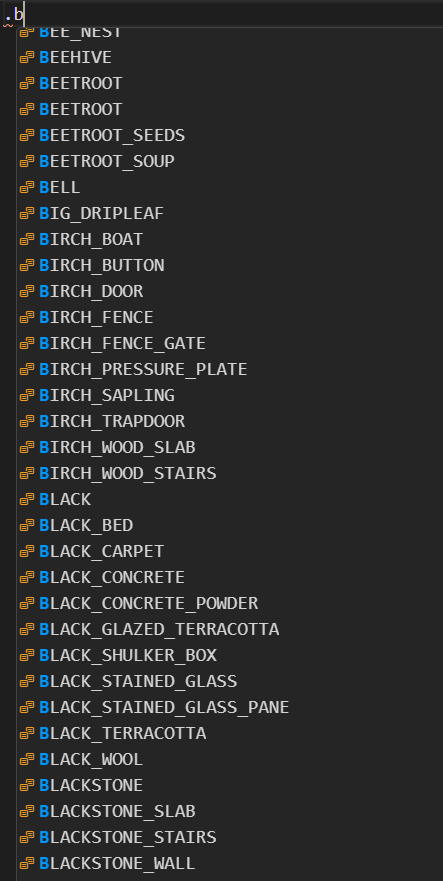 .b
BEE_NEST
BEEHIVE
BEETROOT
BEETROOT
BEETROOT_SEEDS
BEETROOT_SOUP
BELL
BIG_DRIPLEAF
BIRCH_BOAT
BIRCH_BUTTON
BIRCH_DOOR
BIRCH_FENCE
BIRCH_FENCE_GATE
BIRCH_PRESSURE_PLATE
BIRCH_SAPLING
BIRCH_TRAPDOOR
BIRCH_WOOD_SLAB
BIRCH_WOOD_STAIRS
BLACK
BLACK_BED
BLACK_CARPET
BLACK_CONCRETE
BLACK_CONCRETE_POWDER
BLACK_GLAZED_TERRACOTTA
BLACK_SHULKER_BOX
BLACK_STAINED_GLASS
BLACK_STAINED_GLASS_PANE
BLACK_TERRACOTTA
BLACK_WOOL
BLACKSTONE
BLACKSTONE_SLAB
BLACKSTONE_STAIRS
BLACKSTONE_WALL